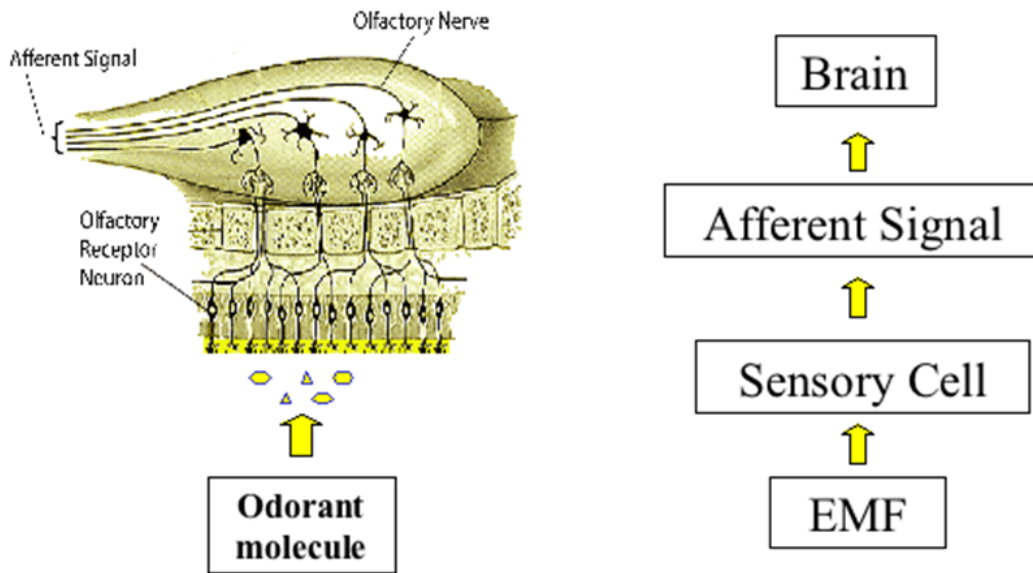 Olfactory Nerve
Afferent Signal
Olfactory
Receptor
Neuron
Odorant
molecule
Brain
Afferent Signal
Sensory Cell
EMF